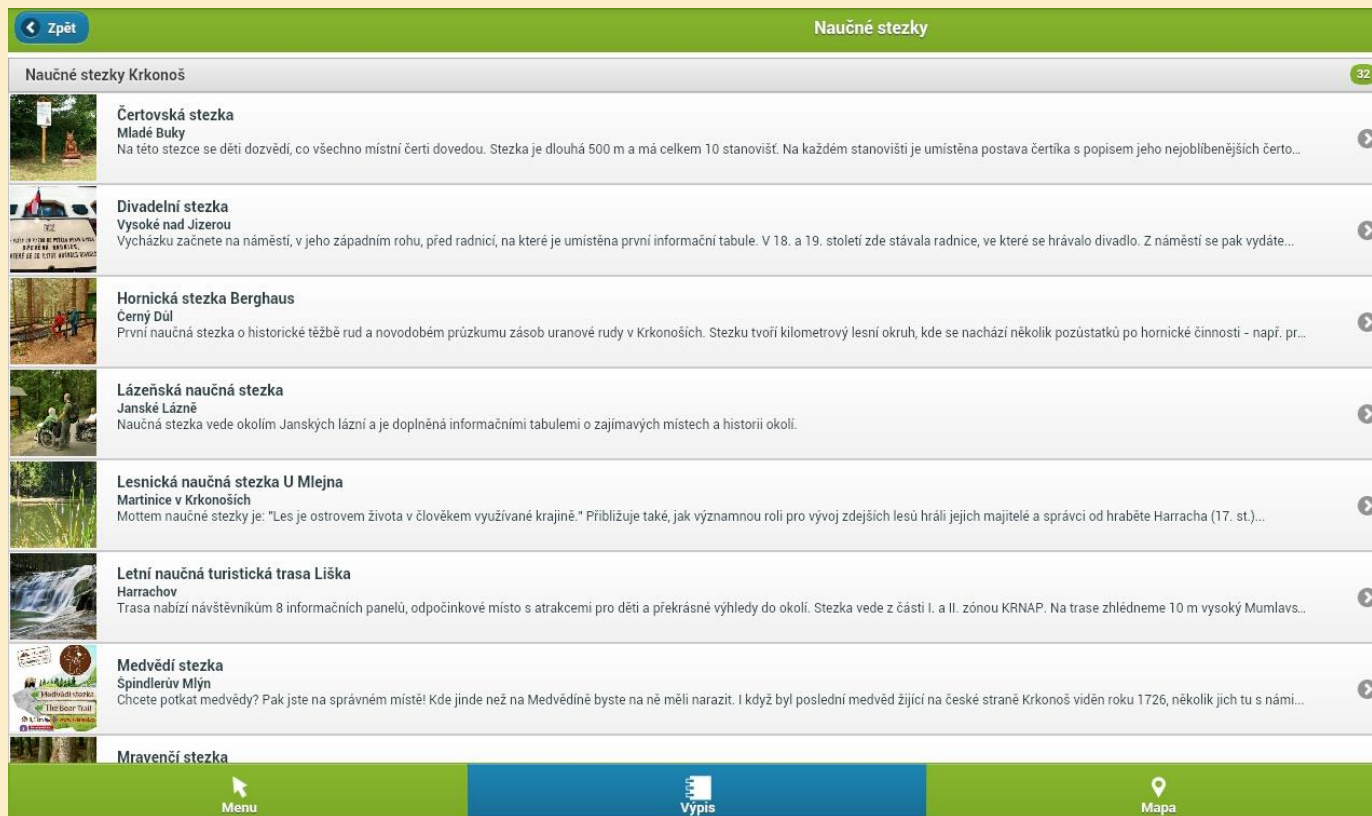 Zpět
Naučné stezky
Naučné stezky Krkonoš
32
Čertovská stezka
Mladé Buky
Na této stezce se děti dozvědí, co všechno místní čerti dovedou. Stezka je dlouhá 500 m a má celkem 10 stanovišť. Na každém stanovišti je umístěna postava čertíka s popisem jeho nejoblíbenějších čerto...
Divadelní stezka
Vysoké nad Jizerou
Vycházku začnete na náměstí, v jeho západním rohu, před radnicí, na které je umístěna první informační tabule. V 18. a 19. století zde stávala radnice, ve které se hrávalo divadlo. Z náměstí se pak vydáte...
Hornická stezka Berghaus
Černý Důl
První naučná stezka o historické těžbě rud a novodobém průzkumu zásob uranové rudy v Krkonoších. Stezku tvoří kilometrový lesní okruh, kde se nachází několik pozůstatků po hornické činnosti - např. pr...
Lázeňská naučná stezka
Janské Lázně
Naučná stezka vede okolím Janských lázní a je doplněná informačními tabulemi o zajímavých místech a historii okolí.
Lesnická naučná stezka U Mlejna
Martinice v Krkonoších
Mottem naučné stezky je: "Les je ostrovem života v člověkem využívané krajině." Přibližuje také, jak významnou roli pro vývoj zdejších lesů hráli jejich majitelé a správci od hraběte Harracha (17. st.)...
Letní naučná turistická trasa Liška
Harrachov
Trasa nabízí návštěvníkům 8 informačních panelů, odpočinkové místo s atrakcemi pro děti a překrásné výhledy do okolí. Stezka vede z části I. a II. zónou KRNAP. Na trase zhlédneme 10 m vysoký Mumlavs...
Medvědí stezka
The Bear Trail
Medvědí stezka
Špindlerův Mlýn
Chcete potkat medvědy? Pak jste na správném místě! Kde jinde než na Medvědíně byste na ně měli narazit. I když byl poslední medvěd žijící na české straně Krkonoš viděn roku 1726, několik jich tu s námi...
Mravenčí stezka
Menu
Výpis
Mapa